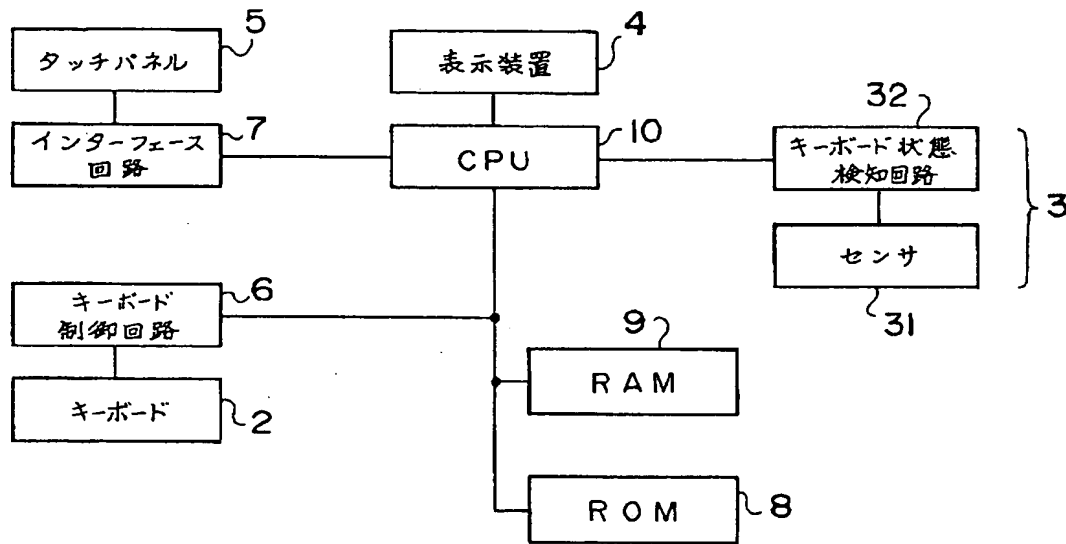 5
タッチパネル
4
表示装置
インターフェース
回路
7
CPU
10
32
キーボード状態
検知回路
3
センサ
31
キーボード
制御回路
6
キーボード
2
9
RAM
ROM
8